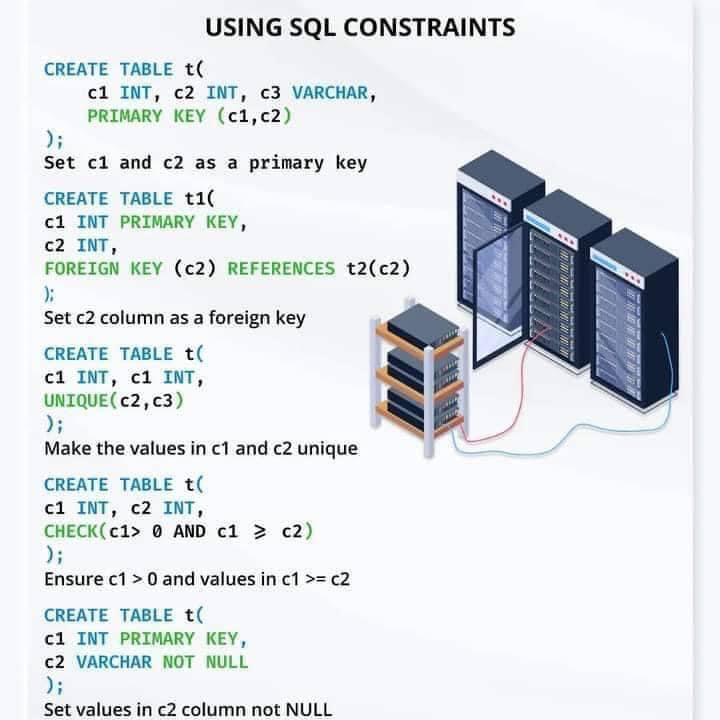 USING SQL CONSTRAINTS
CREATE TABLE t(
c1 INT, c2 INT, c3 VARCHAR,
PRIMARY KEY (c1,c2)
);
Set c1 and c2 as a primary key
CREATE TABLE t1(
c1 INT PRIMARY KEY,
c2 INT,
FOREIGN KEY (c2) REFERENCES t2(c2)
);
Set c2 column as a foreign key
CREATE TABLE t(
c1 INT, c1 INT,
UNIQUE(c2,c3)
);
Make the values in c1 and c2 unique
CREATE TABLE t(
c1 INT, c2 INT,
CHECK(c1> 0 AND c1 ⩾ c2)
);
Ensure c1 > 0 and values in c1 >= c2
CREATE TABLE t(
c1 INT PRIMARY KEY,
c2 VARCHAR NOT NULL
);
Set values in c2 column not NULL